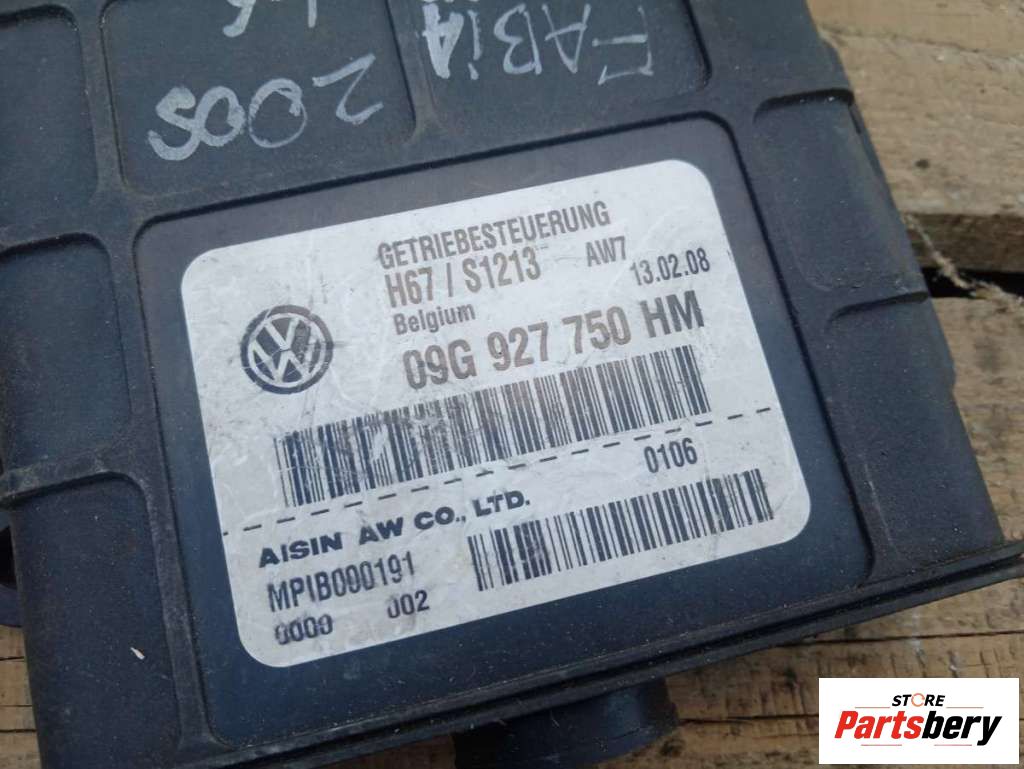 FABiA
2005
GETRIEBESTEUERUNG
H67 / S1213 AW7 13.02.08
Belgium
09G 927 750 HM
0106
AISIN AW CO., LTD.
MPIB000191
0000 002
STORE
Partsbery